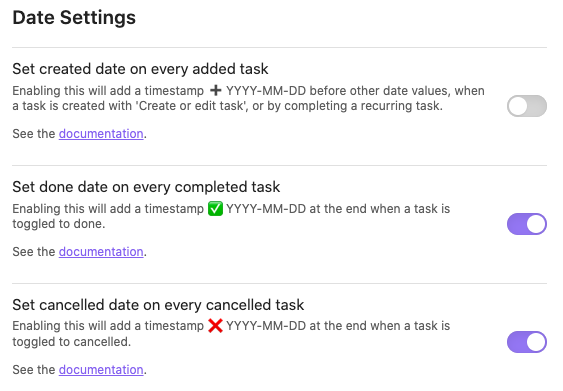 Date Settings
Set created date on every added task
Enabling this will add a timestamp ➕ YYYY-MM-DD before other date values, when
a task is created with 'Create or edit task', or by completing a recurring task.
See the documentation.
Set done date on every completed task
Enabling this will add a timestamp ✅ YYYY-MM-DD at the end when a task is
toggled to done.
See the documentation.
Set cancelled date on every cancelled task
Enabling this will add a timestamp ❌ YYYY-MM-DD at the end when a task is
toggled to cancelled.
See the documentation.